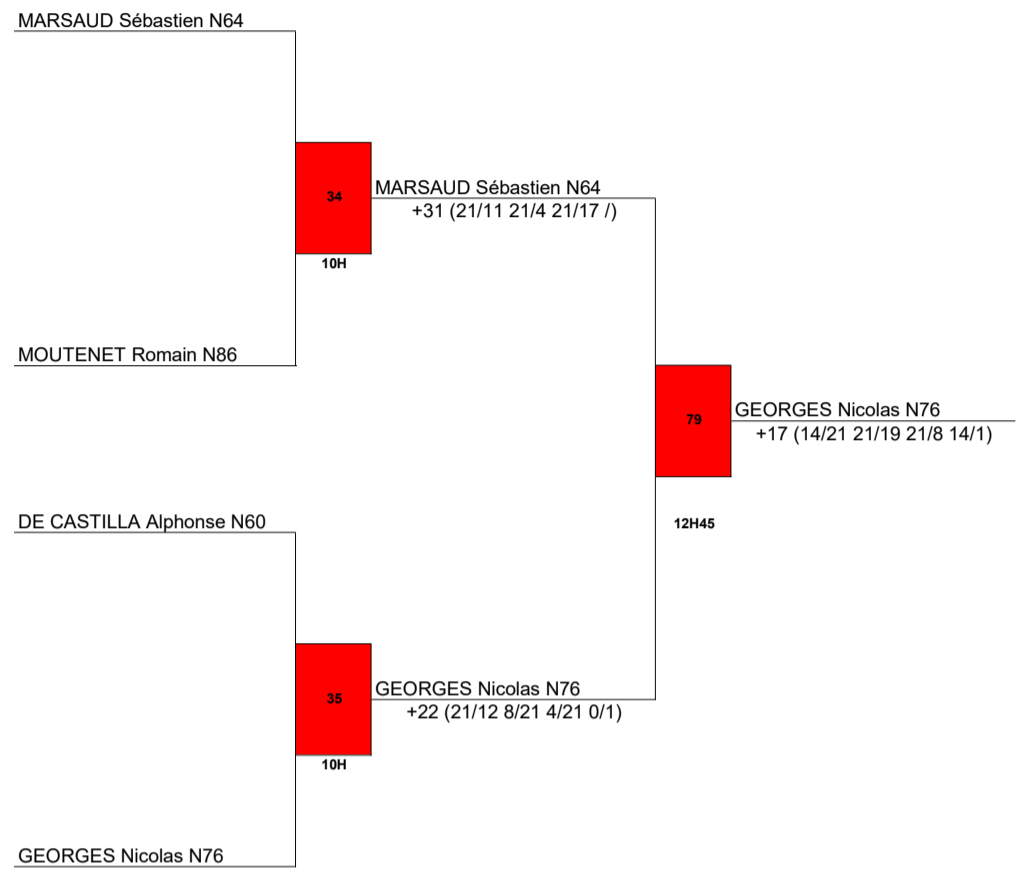 MARSAUD Sébastien N64
34
MARSAUD Sébastien N64
+31 (21/11 21/4 21/17 /)
10H
MOUTENET Romain N86
79
GEORGES Nicolas N76
+17 (14/21 21/19 21/8 14/1)
12H45
DE CASTILLA Alphonse N60
35
GEORGES Nicolas N76
+22 (21/12 8/21 4/21 0/1)
10H
GEORGES Nicolas N76